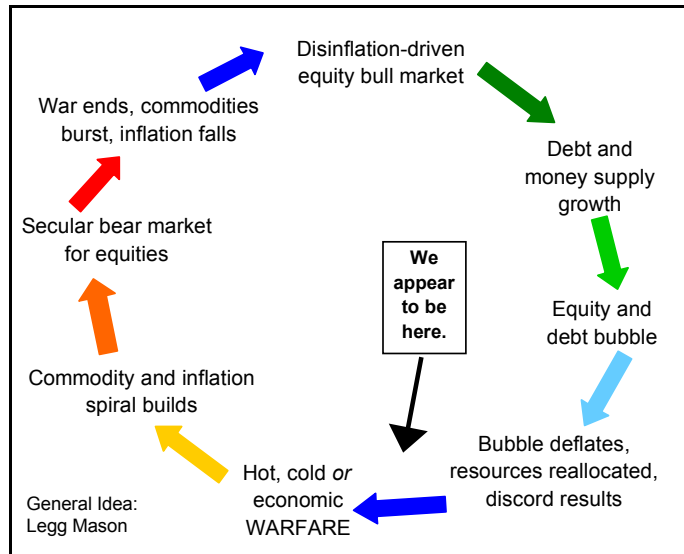 Disinflation-driven
equity bull market
Debt and
money supply
growth
Equity and
debt bubble
Bubble deflates,
resources reallocated,
discord results
We
appear
to be
here.
Hot, cold or
economic
WARFARE
Commodity and inflation
spiral builds
Secular bear market
for equities
War ends, commodities
burst, inflation falls
General Idea:
Legg Mason